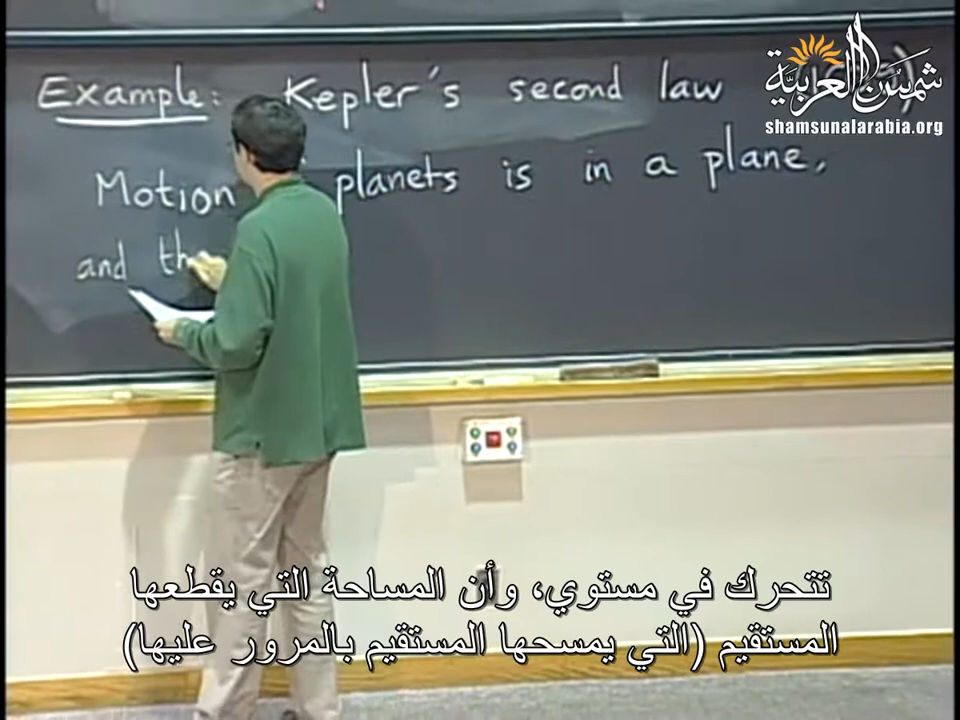 Example: Kepler's second law
شمس العربية
shamsunalarabia.org
Motion planets is in a plane,
and th
تتحرك في مستوي، وأن المساحة التي يقطعها
المستقيم (التي يمسحها المستقيم بالمرور عليها)